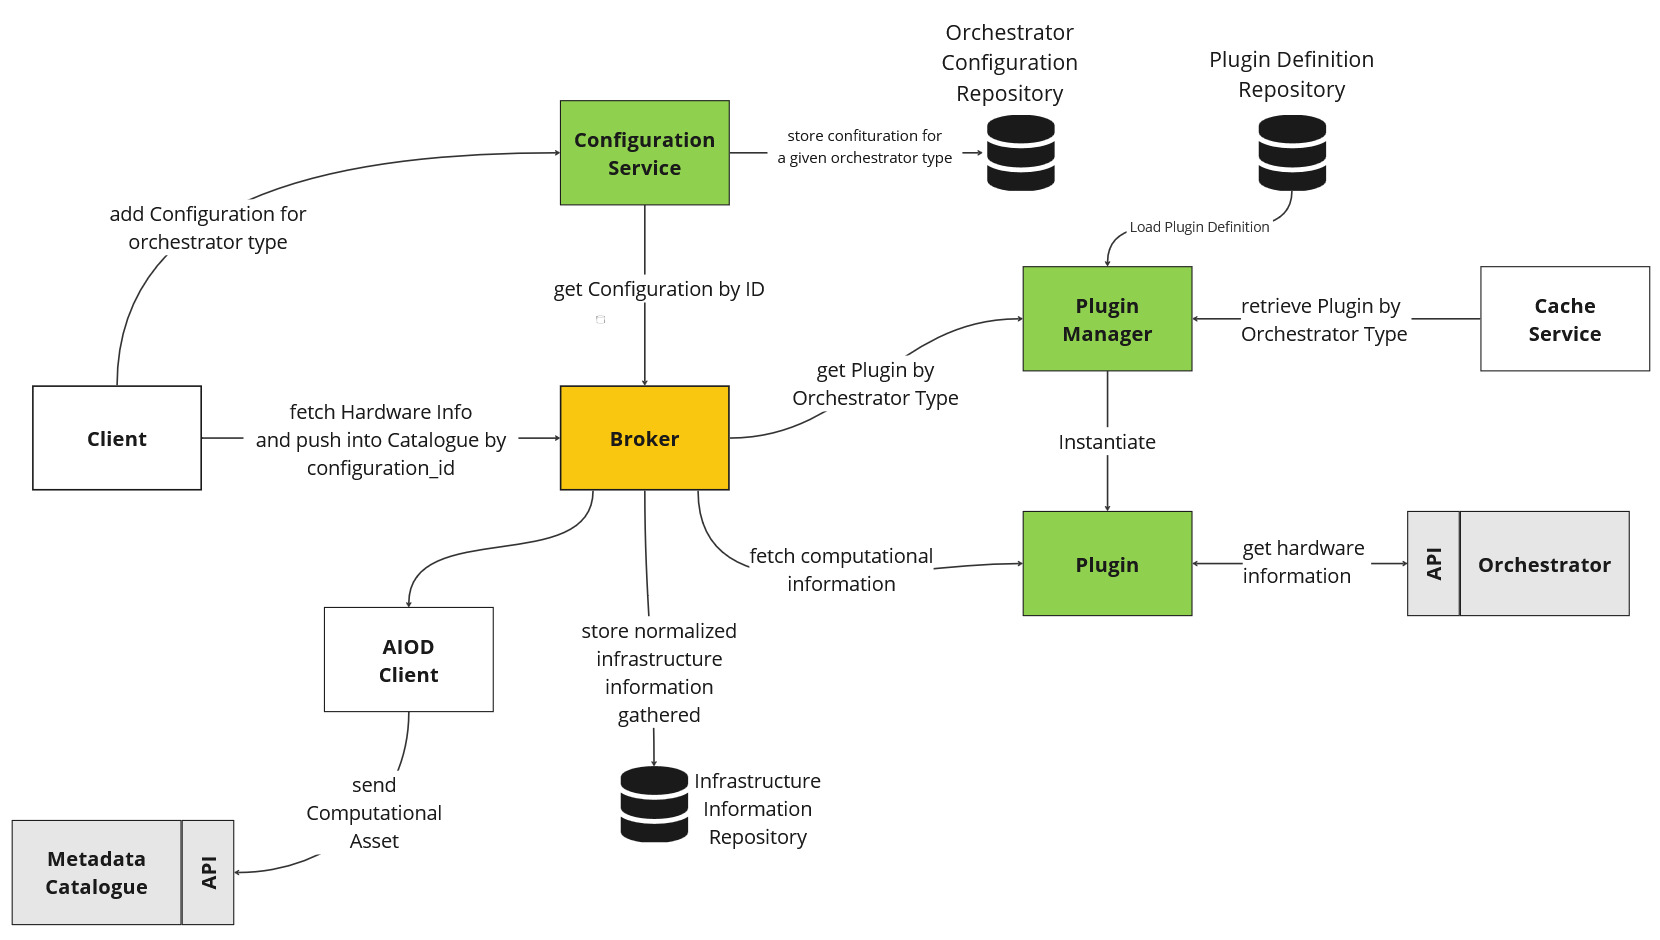 Orchestrator
Configuration
Repository
Plugin Definition
Repository
Configuration
Service
store confituration for
a given orchestrator type
add Configuration for
orchestrator type
Load Plugin Definition
get Configuration by ID
Plugin
Manager
retrieve Plugin by
Orchestrator Type
Cache
Service
get Plugin by
Orchestrator Type
Client
fetch Hardware Info
and push into Catalogue by
configuration_id
Broker
Instantiate
fetch computational
information
Plugin
get hardware
information
API
Orchestrator
AIOD
Client
store normalized
infrastructure
information
gathered
send
Computational
Asset
Infrastructure
Information
Repository
Metadata
Catalogue
API